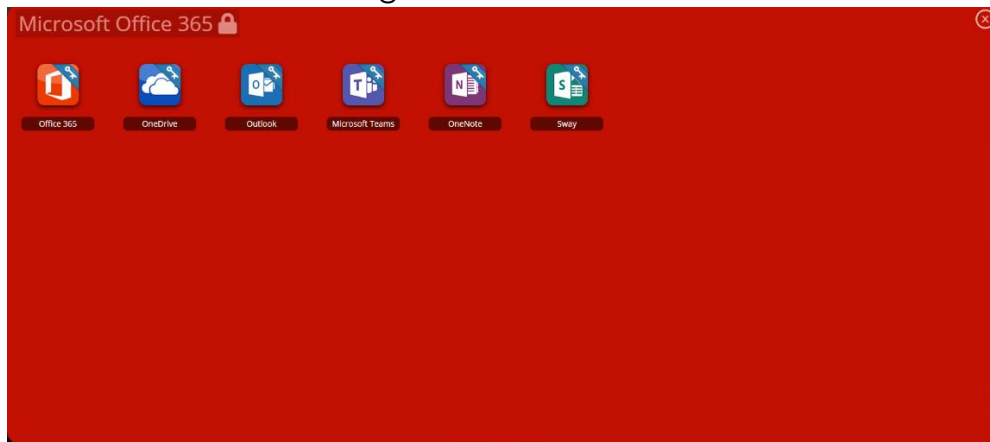 Microsoft Office 365
Office 365
OneDrive
Outlook
Microsoft Teams
OneNote
Sway